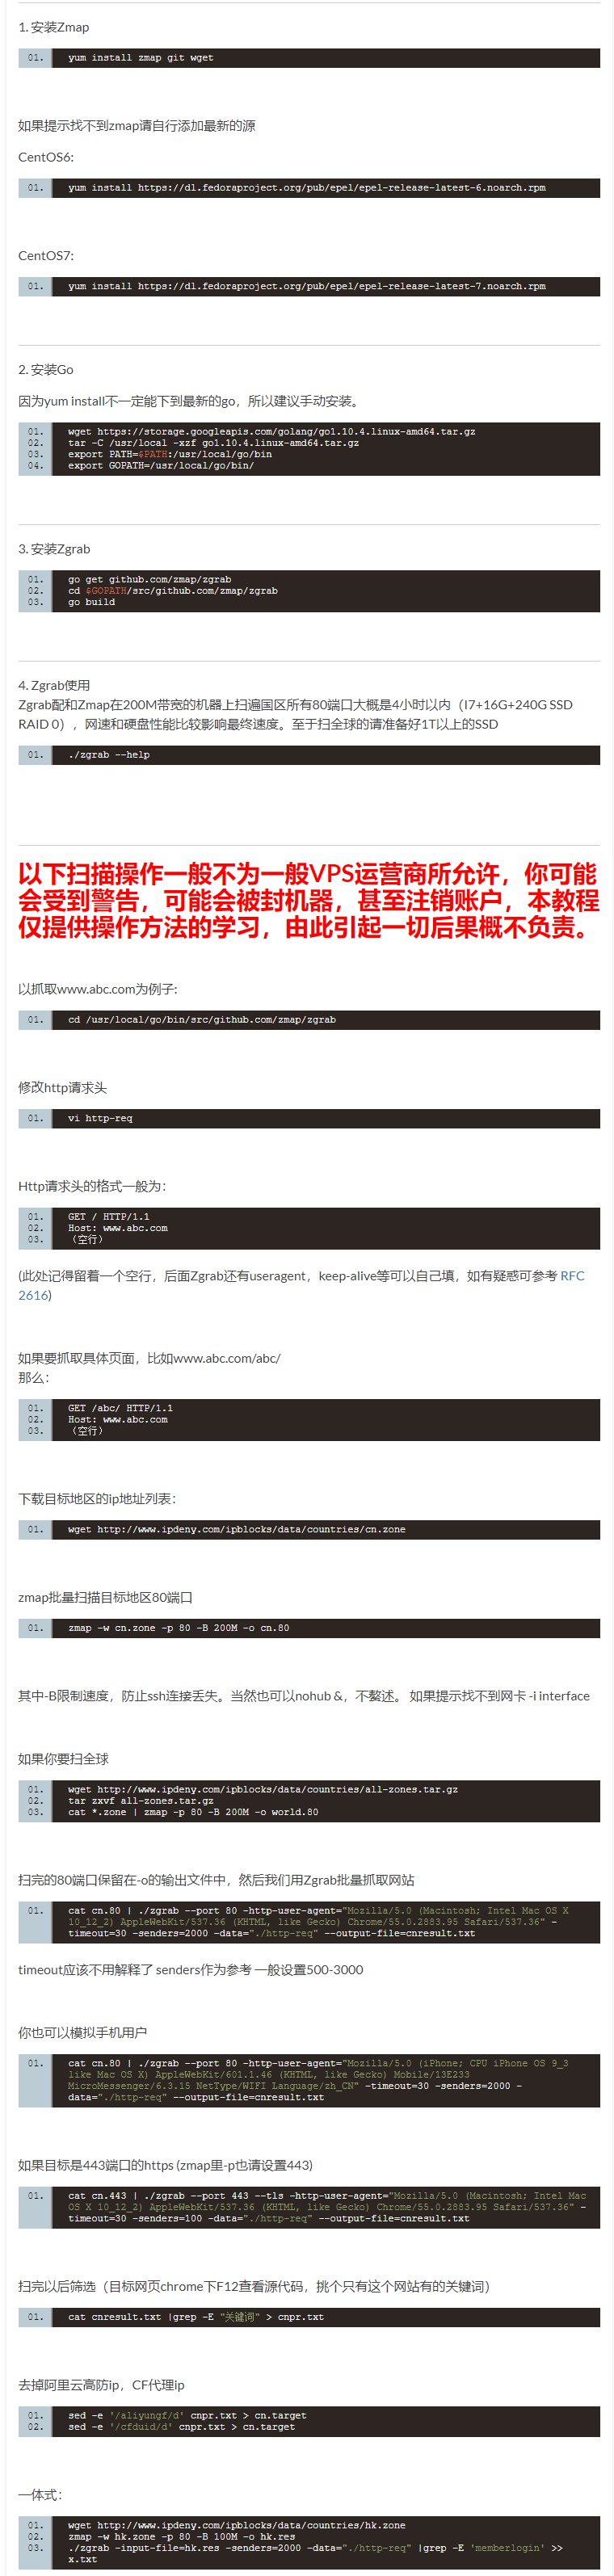 1. 安装Zmap
01. yum install zmap git wget
如果提示找不到zmap请自行添加最新的源
CentOS6:
01. yum install https://dl.fedoraproject.org/pub/epel/epel-release-latest-6.noarch.rpm
CentOS7:
01. yum install https://dl.fedoraproject.org/pub/epel/epel-release-latest-7.noarch.rpm
2. 安装Go
因为yum install不一定能下到最新的go，所以建议手动安装。
01. wget https://storage.googleapis.com/golang/go1.10.4.linux-amd64.tar.gz
02. tar -C /usr/local -xzf go1.10.4.linux-amd64.tar.gz
03. export PATH=$PATH:/usr/local/go/bin
04. export GOPATH=/usr/local/go/bin/
3. 安装Zgrab
01. go get github.com/zmap/zgrab
02. cd $GOPATH/src/github.com/zmap/zgrab
03. go build
4. Zgrab使用
Zgrab配和Zmap在200M带宽的机器上扫遍国区所有80端口大概是4小时以内（I7+16G+240G SSD
RAID 0），网速和硬盘性能比较影响最终速度。至于扫全球的请准备好1T以上的SSD
01. ./zgrab --help
以下扫描操作一般不为一般VPS运营商所允许，你可能
会受到警告，可能会被封机器，甚至注销账户，本教程
仅提供操作方法的学习，由此引起一切后果概不负责。
以抓取www.abc.com为例子:
01. cd /usr/local/go/bin/src/github.com/zmap/zgrab
修改http请求头
01. vi http-req
Http请求头的格式一般为：
01. GET / HTTP/1.1
02. Host: www.abc.com
03. （空行）
(此处记得留着一个空行，后面Zgrab还有useragent，keep-alive等可以自己填，如有疑惑可参考 RFC
2616)
如果要抓取具体页面，比如www.abc.com/abc/
那么：
01. GET /abc/ HTTP/1.1
02. Host: www.abc.com
03. （空行）
下载目标地区的ip地址列表：
01. wget http://www.ipdeny.com/ipblocks/data/countries/cn.zone
zmap批量扫描目标地区80端口
01. zmap -w cn.zone -p 80 -B 200M -o cn.80
其中-B限制速度，防止ssh连接丢失。当然也可以nohub &，不鳌述。 如果提示找不到网卡 -i interface
如果你要扫全球
01. wget http://www.ipdeny.com/ipblocks/data/countries/all-zones.tar.gz
02. tar zxvf all-zones.tar.gz
03. cat *.zone | zmap -p 80 -B 200M -o world.80
扫完的80端口保留在-o的输出文件中，然后我们用Zgrab批量抓取网站
01. cat cn.80 | ./zgrab --port 80 -http-user-agent="Mozilla/5.0 (Macintosh; Intel Mac OS X
10_12_2) AppleWebKit/537.36 (KHTML, like Gecko) Chrome/55.0.2883.95 Safari/537.36" -
timeout=30 -senders=2000 -data="./http-req" --output-file=cnresult.txt
timeout应该不用解释了 senders作为参考 一般设置500-3000
你也可以模拟手机用户
01. cat cn.80 | ./zgrab --port 80 -http-user-agent="Mozilla/5.0 (iPhone; CPU iPhone OS 9_3
like Mac OS X) AppleWebKit/601.1.46 (KHTML, like Gecko) Mobile/13E233
MicroMessenger/6.3.15 NetType/WIFI Language/zh_CN" -timeout=30 -senders=2000 -
data="./http-req" --output-file=cnresult.txt
如果目标是443端口的https (zmap里-p也请设置443)
01. cat cn.443 | ./zgrab --port 443 --tls -http-user-agent="Mozilla/5.0 (Macintosh; Intel Mac
OS X 10_12_2) AppleWebKit/537.36 (KHTML, like Gecko) Chrome/55.0.2883.95 Safari/537.36" -
timeout=30 -senders=100 -data="./http-req" --output-file=cnresult.txt
扫完以后筛选（目标网页chrome下F12查看源代码，挑个只有这个网站有的关键词）
01. cat cnresult.txt |grep -E "关键词" > cnpr.txt
去掉阿里云高防ip，CF代理ip
01. sed -e '/aliyungf/d' cnpr.txt > cn.target
02. sed -e '/cfduid/d' cnpr.txt > cn.target
一体式：
01. wget http://www.ipdeny.com/ipblocks/data/countries/hk.zone
02. zmap -w hk.zone -p 80 -B 100M -o hk.res
03. ./zgrab -input-file=hk.res -senders=2000 -data="./http-req" |grep -E 'memberlogin' >>
x.txt